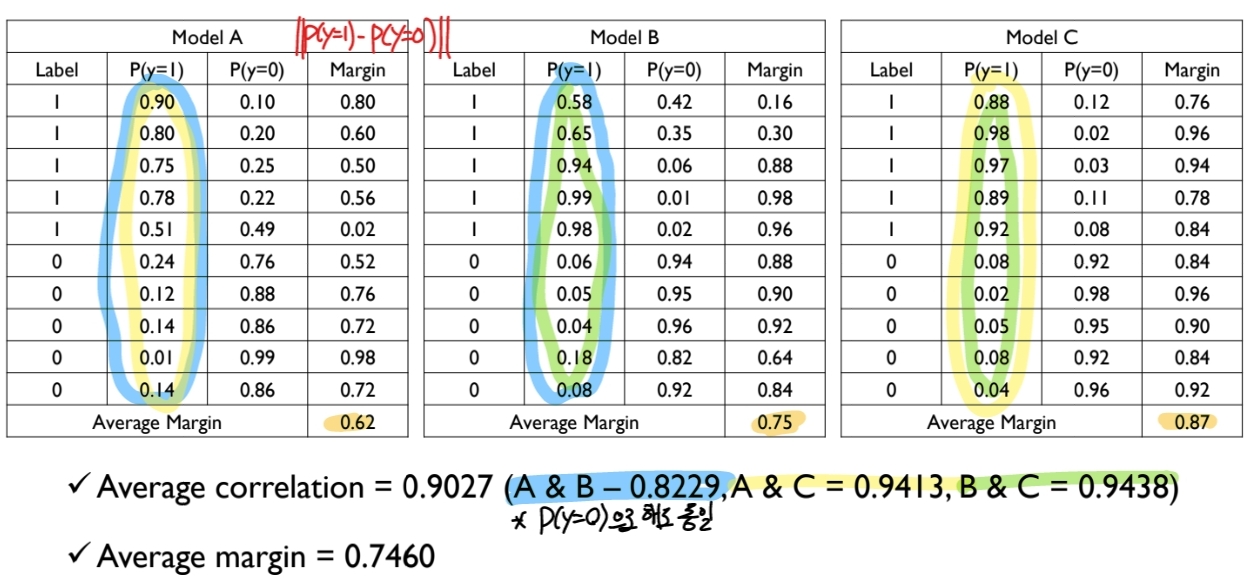 Model A ||P(y=1)-P(y=0)|| Model B Model C
Label P(y=1) P(y=0) Margin Label P(y=1) P(y=0) Margin Label P(y=1) P(y=0) Margin
1 0.90 0.10 0.80 1 0.58 0.42 0.16 1 0.88 0.12 0.76
1 0.80 0.20 0.60 1 0.65 0.35 0.30 1 0.98 0.02 0.96
1 0.75 0.25 0.50 1 0.94 0.06 0.88 1 0.97 0.03 0.94
1 0.78 0.22 0.56 1 0.99 0.01 0.98 1 0.89 0.11 0.78
1 0.51 0.49 0.02 1 0.98 0.02 0.96 1 0.92 0.08 0.84
0 0.24 0.76 0.52 0 0.06 0.94 0.88 0 0.08 0.92 0.84
0 0.12 0.88 0.76 0 0.05 0.95 0.90 0 0.02 0.98 0.96
0 0.14 0.86 0.72 0 0.04 0.96 0.92 0 0.05 0.95 0.90
0 0.01 0.99 0.98 0 0.18 0.82 0.64 0 0.08 0.92 0.84
0 0.14 0.86 0.72 0 0.08 0.92 0.84 0 0.04 0.96 0.92
Average Margin 0.62 Average Margin 0.75 Average Margin 0.87
✓ Average correlation = 0.9027 (A & B – 0.8229, A & C = 0.9413, B & C = 0.9438)
* P(y=0)으로 해도 동일
✓ Average margin = 0.7460